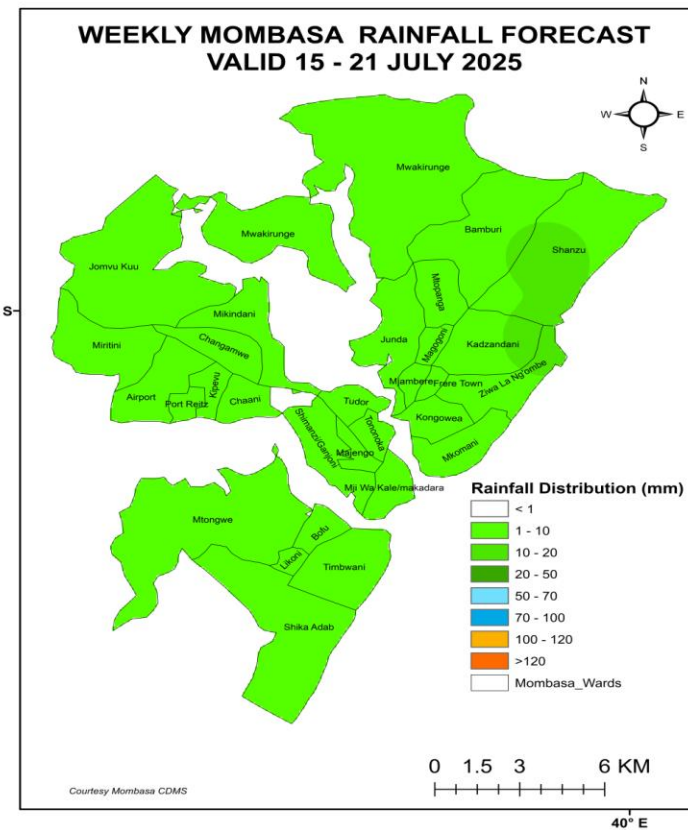 WEEKLY MOMBASA RAINFALL FORECAST
VALID 15 - 21 JULY 2025
N
W
E
S
Mwakirunge
Mwakirunge
Bamburi
Shanzu
Jomvu Kuu
Mtopanga
S
Mikindani
Miritini
Changamwe
Junda
Magogoni
Kadzandani
Airport
Port Reitz
Kipevu
Chaani
Mjambere
Frere Town
Ziwa La Ng'ombe
Tudor
Kongowea
Shimanzi/Ganjoni
Tononoka
Majengo
Mkomani
Mji Wa Kale/makadara
Mtongwe
Bofu
Likoni
Timbwani
Shika Adab
Rainfall Distribution (mm)
< 1
1 - 10
10 - 20
20 - 50
50 - 70
70 - 100
100 - 120
>120
Mombasa_Wards
0 1.5 3 6 KM
Courtesy Mombasa CDMS
40° E